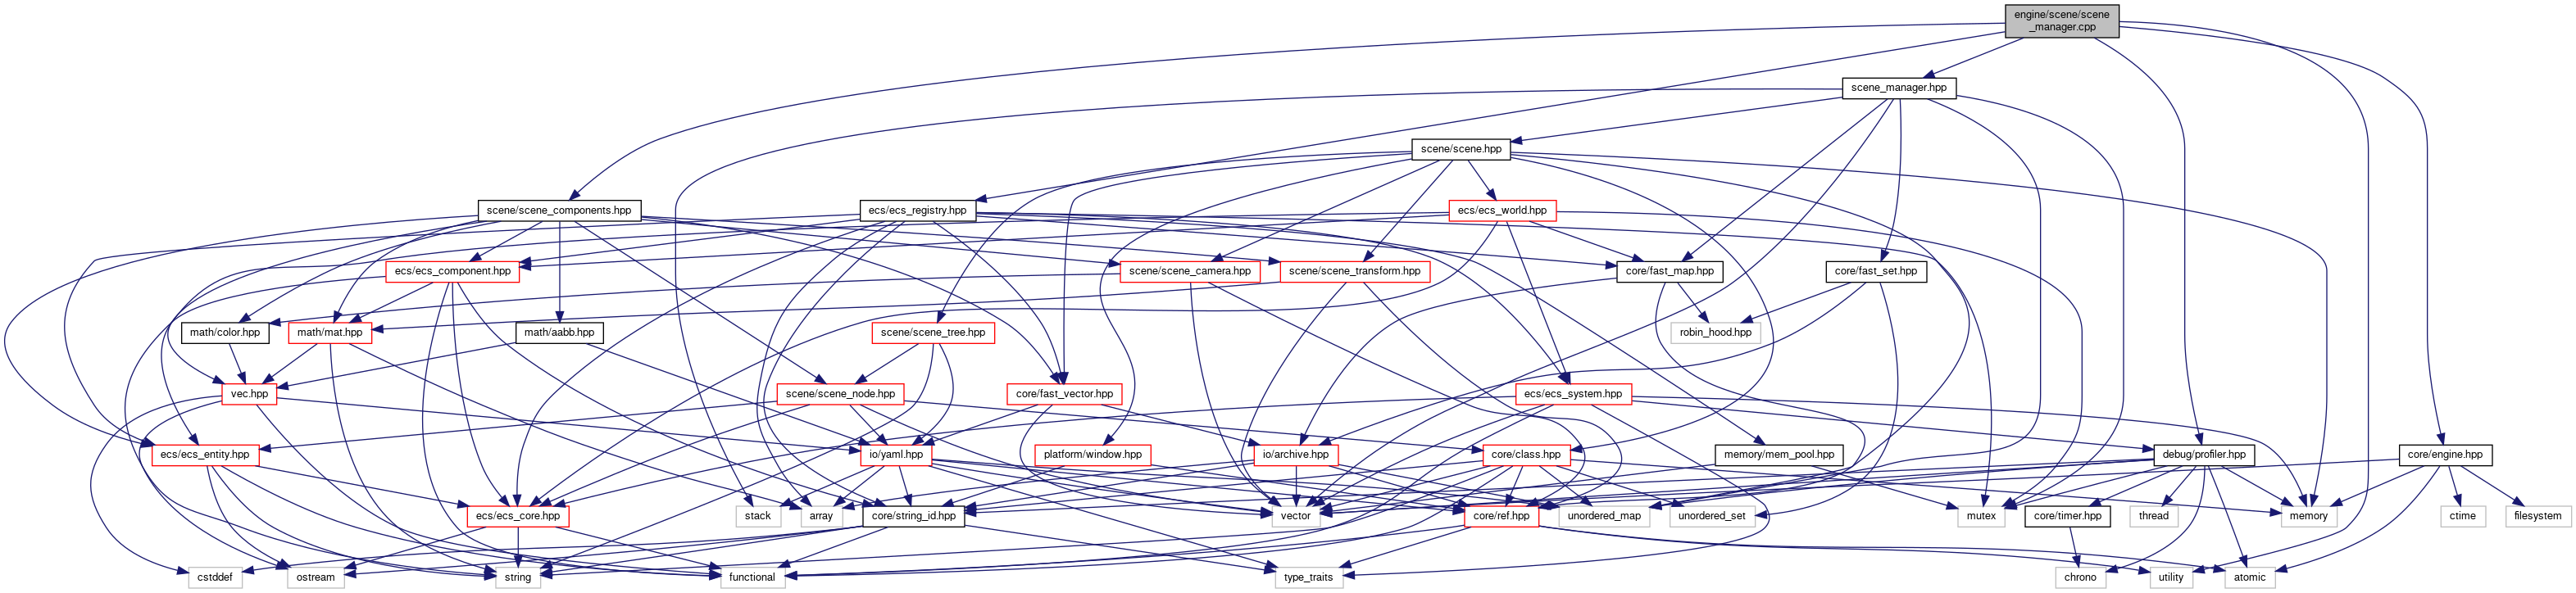 engine/scene/scene
_manager.cpp
scene_manager.hpp
scene/scene.hpp
scene/scene_components.hpp
ecs/ecs_registry.hpp
ecs/ecs_world.hpp
ecs/ecs_component.hpp
scene/scene_camera.hpp
scene/scene_transform.hpp
core/fast_map.hpp
core/fast_set.hpp
math/color.hpp
math/mat.hpp
math/aabb.hpp
scene/scene_tree.hpp
robin_hood.hpp
vec.hpp
scene/scene_node.hpp
core/fast_vector.hpp
ecs/ecs_system.hpp
ecs/ecs_entity.hpp
io/yaml.hpp
platform/window.hpp
io/archive.hpp
core/class.hpp
memory/mem_pool.hpp
debug/profiler.hpp
core/engine.hpp
ecs/ecs_core.hpp
stack
array
core/string_id.hpp
vector
core/ref.hpp
unordered_map
unordered_set
mutex
core/timer.hpp
thread
memory
ctime
filesystem
cstddef
ostream
string
functional
type_traits
chrono
utility
atomic